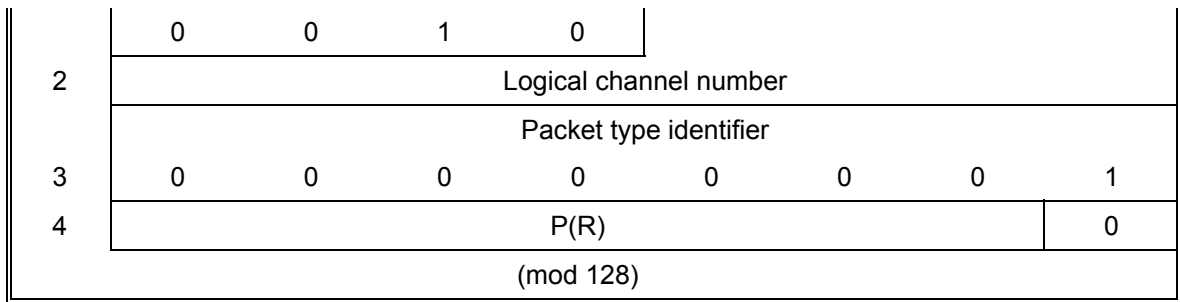 0 0 1 0
2 Logical channel number
Packet type identifier
3 0 0 0 0 0 0 0 1
4 P(R) 0
(mod 128)